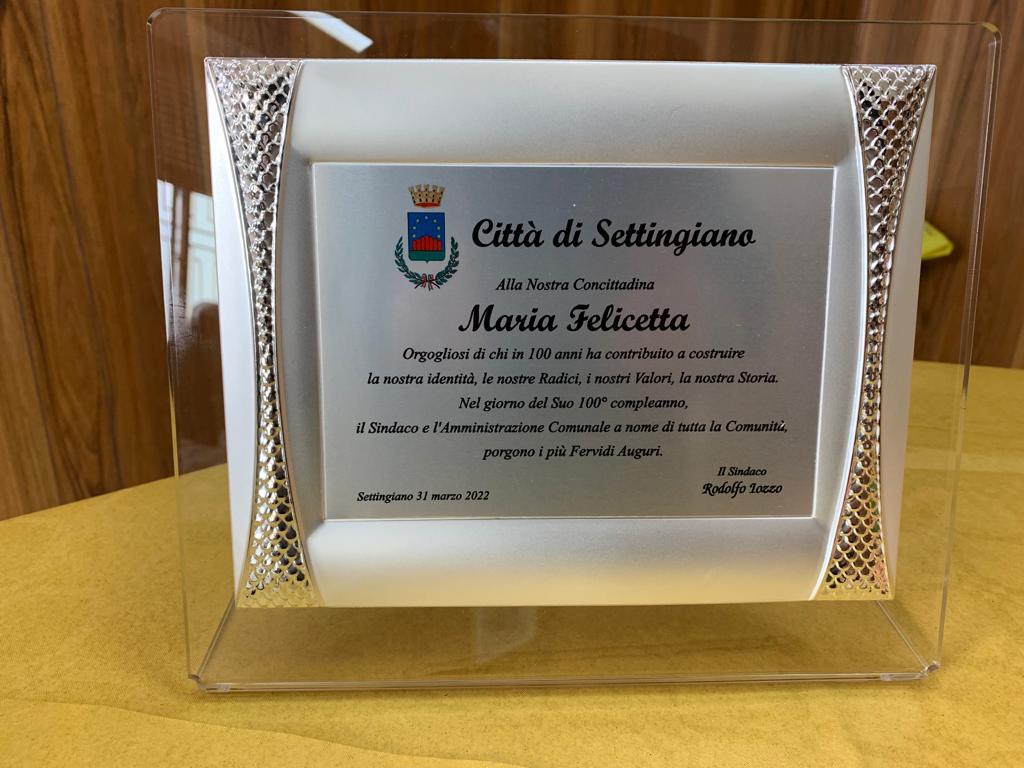 Città di Settingiano
Alla Nostra Concittadina
Maria Felicetta
Orgogliosi di chi in 100 anni ha contribuito a costruire
la nostra identità, le nostre Radici, i nostri Valori, la nostra Storia.
Nel giorno del Suo 100° compleanno,
il Sindaco e l'Amministrazione Comunale a nome di tutta la Comunità,
porgono i più Fervidi Auguri.
Il Sindaco
Rodolfo Iozzo
Settingiano 31 marzo 2022